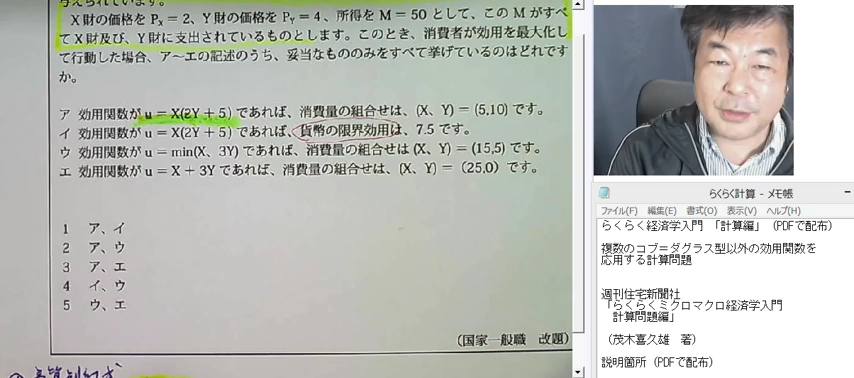 与えられています。
X財の価格を Px = 2、Y財の価格を PY = 4、所得を M = 50 として、この M がすべ
て X財及び、Y財に支出されているものとします。このとき、消費者が効用を最大化し
て行動した場合、ア〜エの記述のうち、妥当なもののみをすべて挙げているのはどれです
か。
ア 効用関数が u = X(2Y + 5) であれば、消費量の組合せは、(X、Y) = (5,10) です。
イ 効用関数が u = X(2Y + 5) であれば、貨幣の限界効用は、7.5 です。
ウ 効用関数が u = min(X、3Y) であれば、消費量の組合せは (X、Y) = (15,5) です。
エ 効用関数が u = X + 3Y であれば、消費量の組合せは、(X、Y) = (25,0) です。
1 ア、イ
2 ア、ウ
3 ア、エ
4 イ、ウ
5 ウ、エ
(国家一般職 改題)
らくらく計算 - メモ帳
ファイル(F) 編集(E) 書式(O) 表示(V) ヘルプ(H)
らくらく経済学入門 「計算編」(PDFで配布)
複数のコブ=ダグラス型以外の効用関数を
応用する計算問題
週刊住宅新聞社
「らくらくミクロマクロ経済学入門
計算問題編」
(茂木喜久雄 著)
説明箇所(PDFで配布)